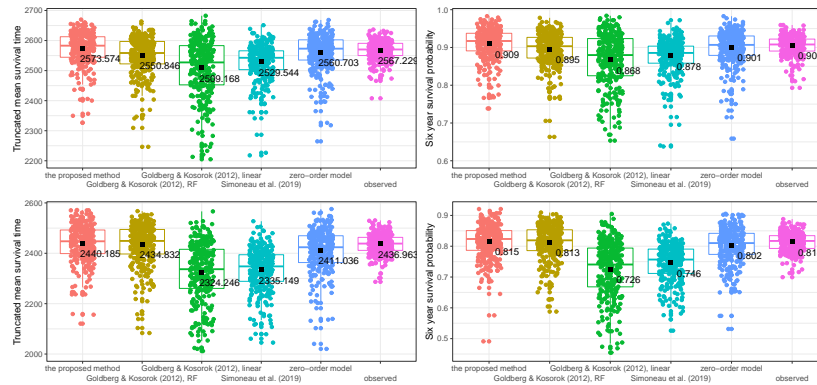 Truncated mean survival time
2700
2600
2500
2400
2300
2200
2573.574
2550.846
2509.168
2529.544
2560.703
2567.229
the proposed method
Goldberg & Kosorok (2012), linear
zero−order model
Goldberg & Kosorok (2012), RF
Simoneau et al. (2019)
observed
Six year survival probability
1.0
0.9
0.8
0.7
0.6
0.909
0.895
0.868
0.878
0.901
0.90
the proposed method
Goldberg & Kosorok (2012), linear
zero−order model
Goldberg & Kosorok (2012), RF
Simoneau et al. (2019)
observed
Truncated mean survival time
2600
2400
2200
2000
2440.185
2434.832
2324.246
2335.149
2411.036
2436.963
the proposed method
Goldberg & Kosorok (2012), linear
zero−order model
Goldberg & Kosorok (2012), RF
Simoneau et al. (2019)
observed
Six year survival probability
0.9
0.8
0.7
0.6
0.5
0.815
0.813
0.726
0.746
0.802
0.81
the proposed method
Goldberg & Kosorok (2012), linear
zero−order model
Goldberg & Kosorok (2012), RF
Simoneau et al. (2019)
observed